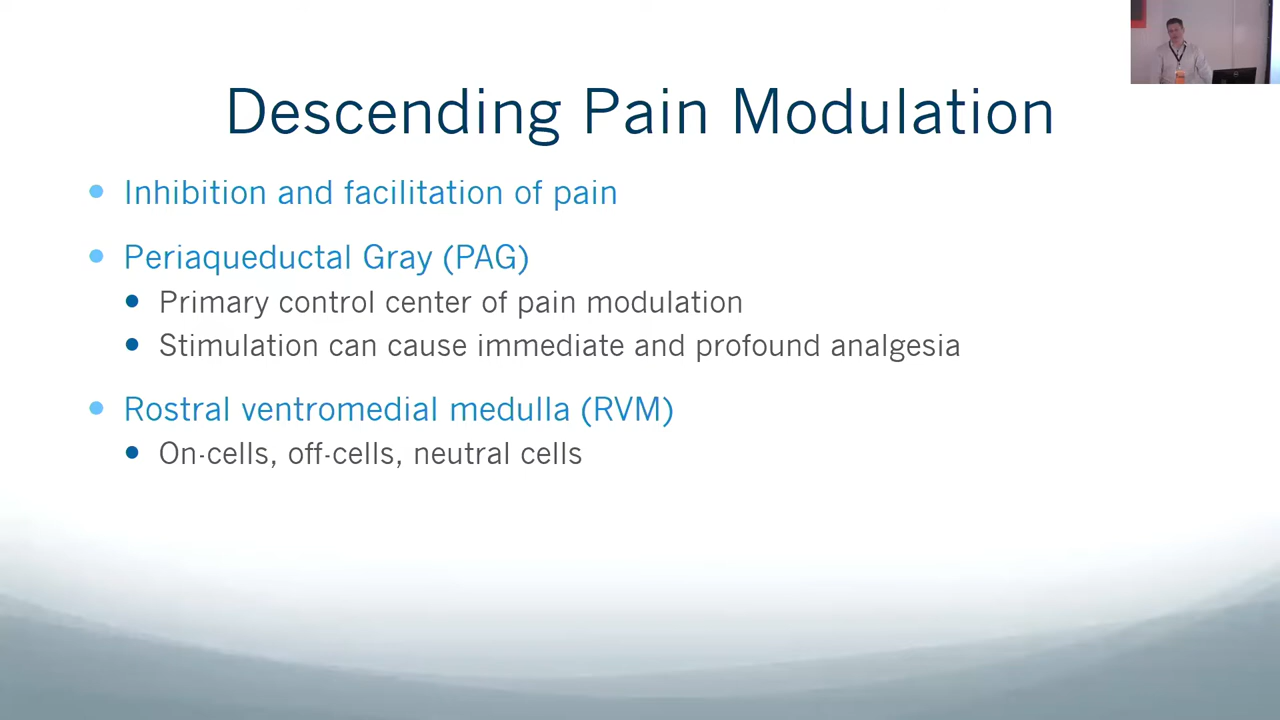 Descending Pain Modulation
Inhibition and facilitation of pain
Periaqueductal Gray (PAG)
Primary control center of pain modulation
Stimulation can cause immediate and profound analgesia
Rostral ventromedial medulla (RVM)
On-cells, off-cells, neutral cells